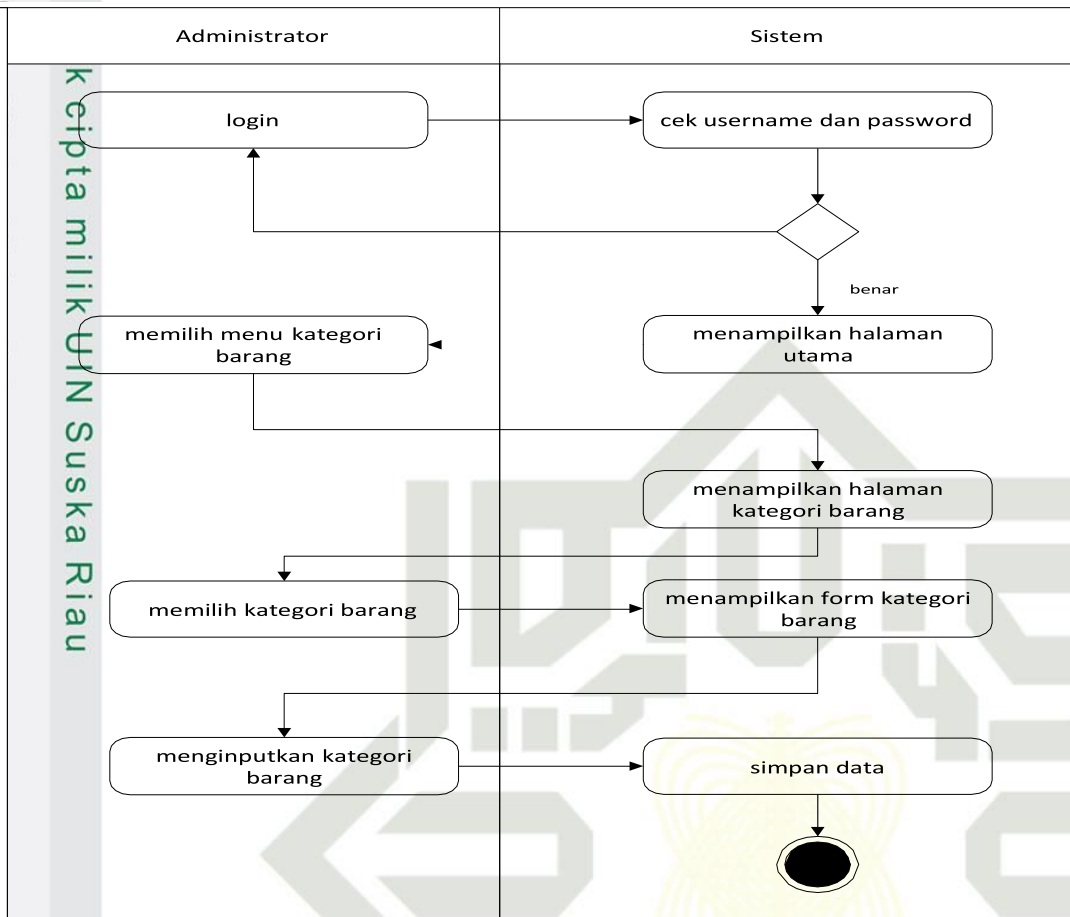 Administrator
Sistem
login
cek username dan password
benar
memilih menu kategori
barang
menampilkan halaman
utama
menampilkan halaman
kategori barang
memilih kategori barang
menampilkan form kategori
barang
menginputkan kategori
barang
simpan data
k cipta milik UIN Suska Riau